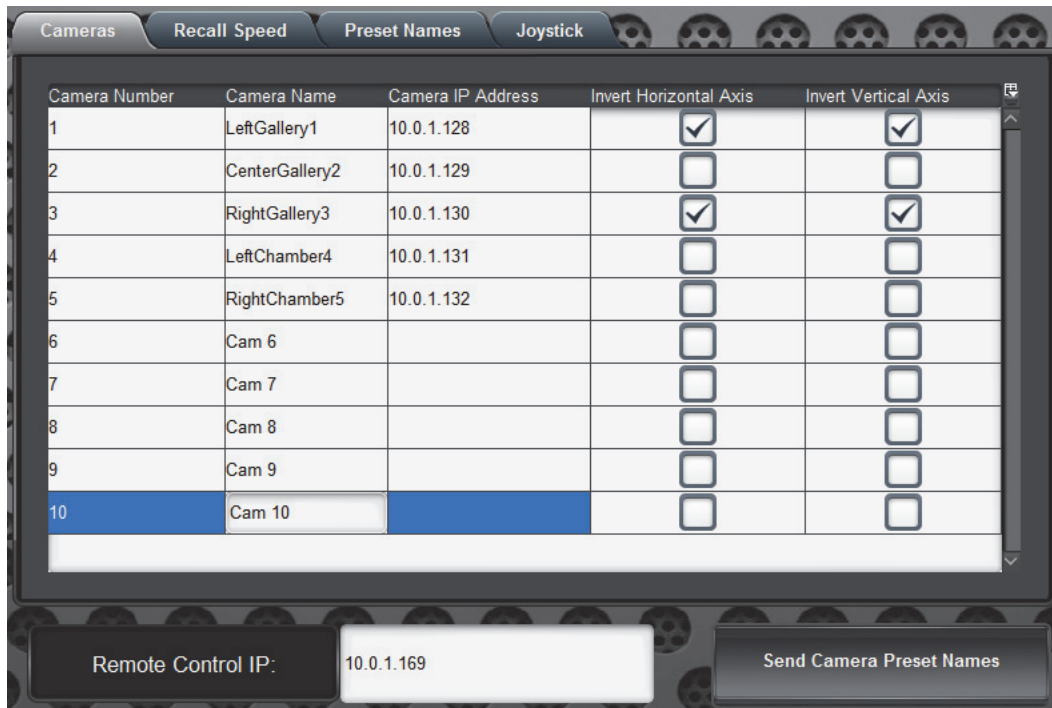 Cameras Recall Speed Preset Names Joystick
Camera Number Camera Name Camera IP Address Invert Horizontal Axis Invert Vertical Axis
1 LeftGallery1 10.0.1.128
2 CenterGallery2 10.0.1.129
3 RightGallery3 10.0.1.130
4 LeftChamber4 10.0.1.131
5 RightChamber5 10.0.1.132
6 Cam 6
7 Cam 7
8 Cam 8
9 Cam 9
10 Cam 10
Remote Control IP: 10.0.1.169 Send Camera Preset Names